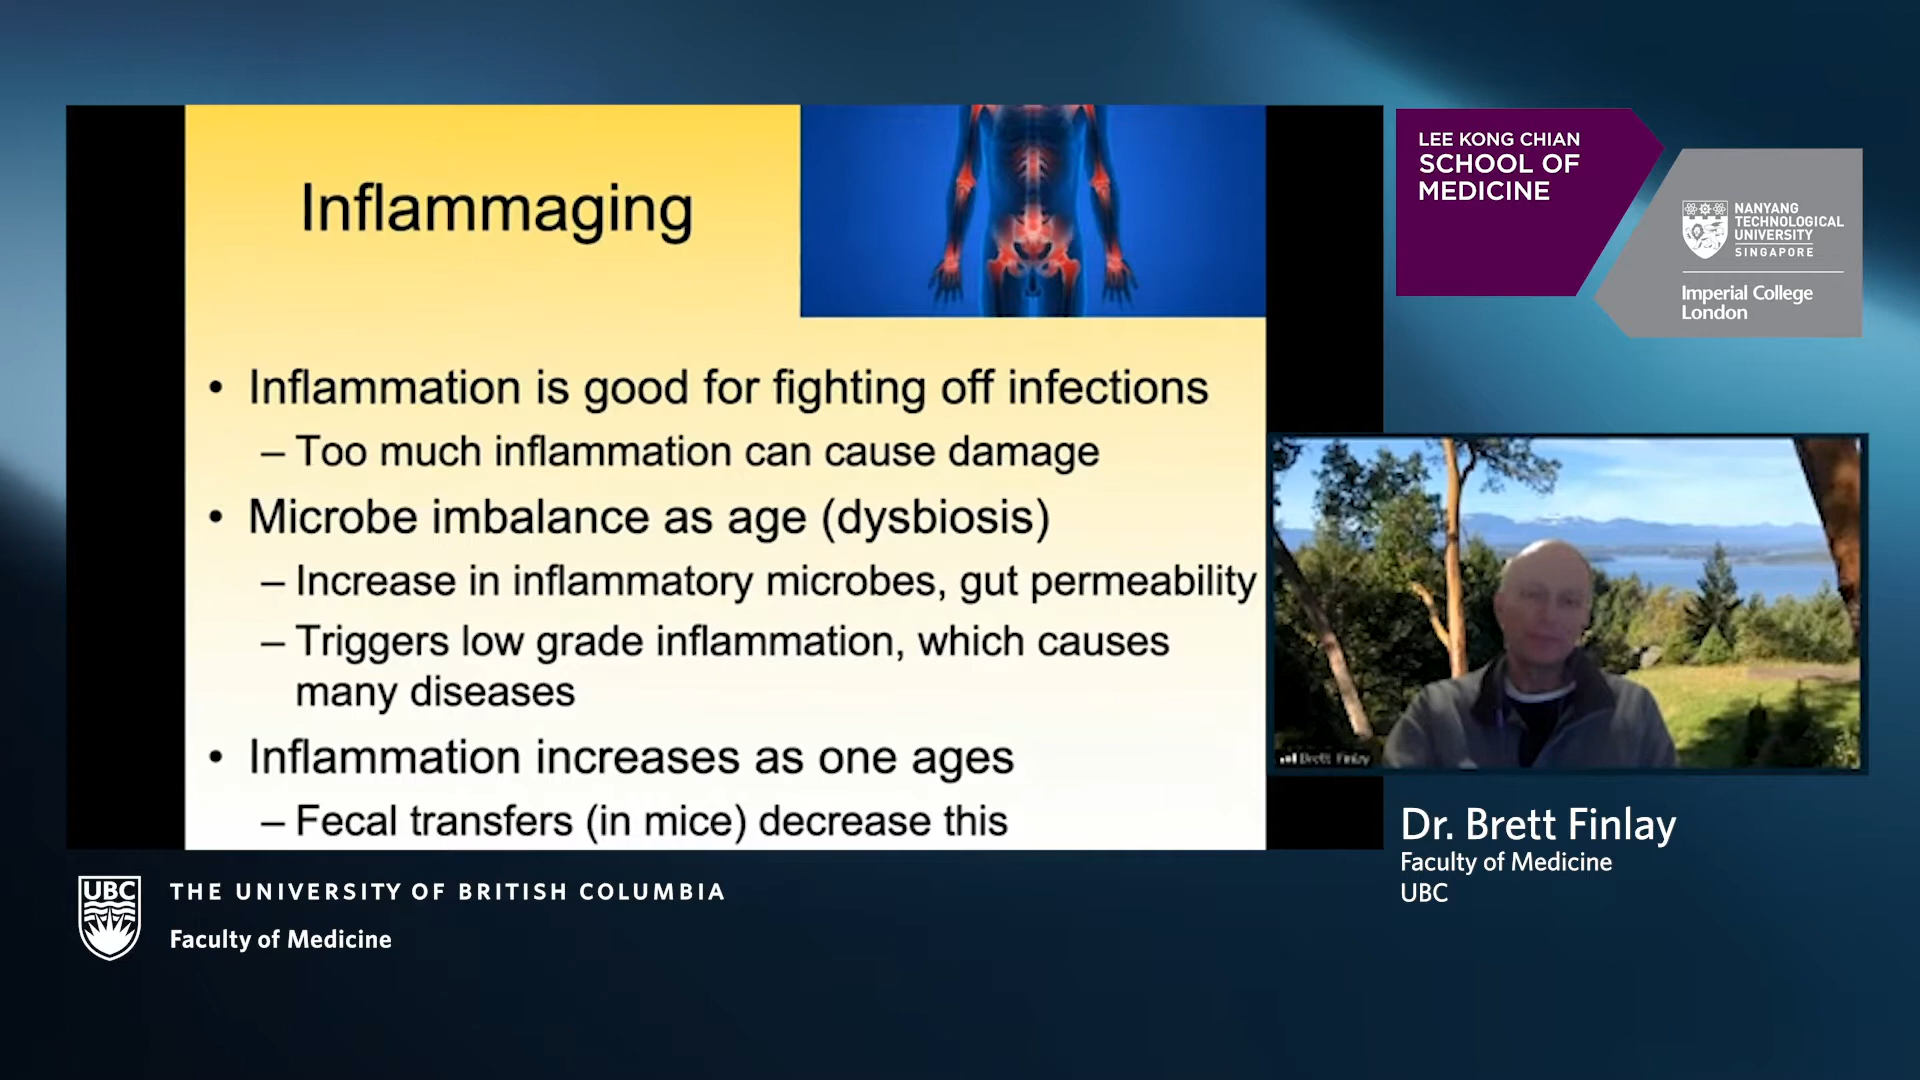 Inflammaging
• Inflammation is good for fighting off infections
– Too much inflammation can cause damage
• Microbe imbalance as age (dysbiosis)
– Increase in inflammatory microbes, gut permeability
– Triggers low grade inflammation, which causes
many diseases
• Inflammation increases as one ages
– Fecal transfers (in mice) decrease this
LEE KONG CHIAN
SCHOOL OF
MEDICINE
NANYANG
TECHNOLOGICAL
UNIVERSITY
SINGAPORE
Imperial College
London
Brett Finlay
Dr. Brett Finlay
Faculty of Medicine
UBC
UBC
THE UNIVERSITY OF BRITISH COLUMBIA
Faculty of Medicine